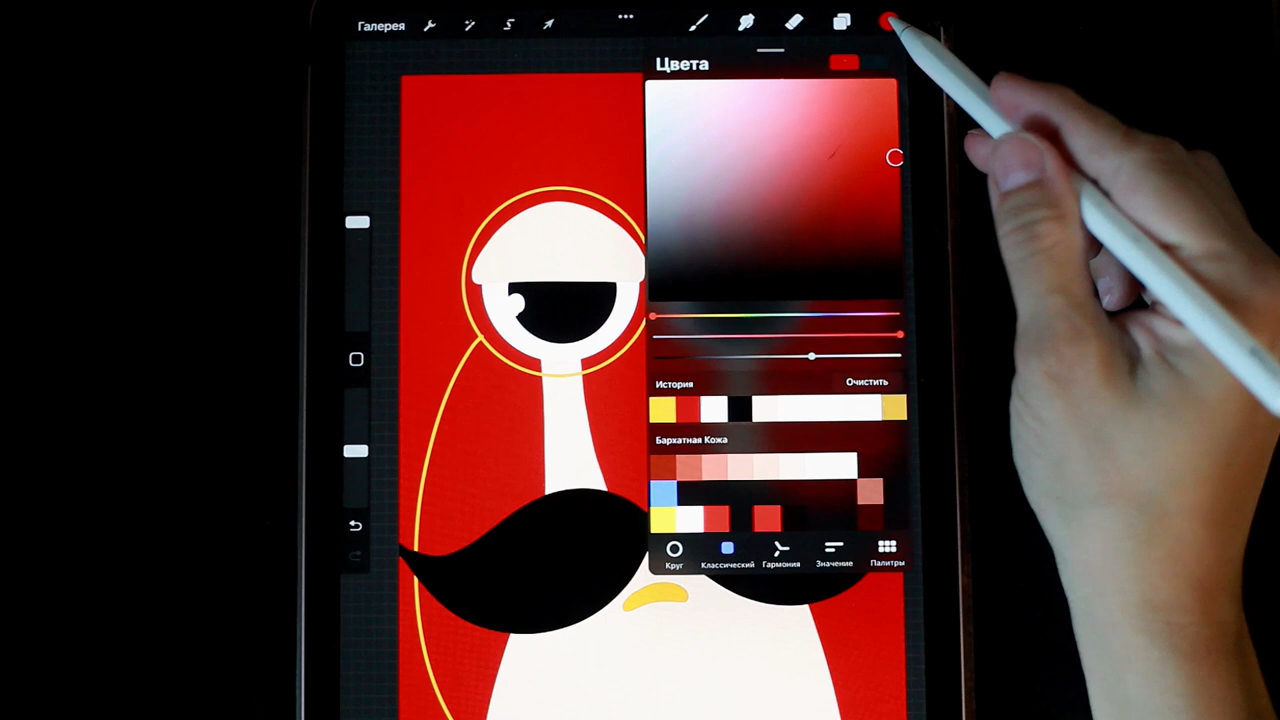 Галерея
Цвета
История Очистить
Бархатная Кожа
Круг Классический Гармония Значение Палитры